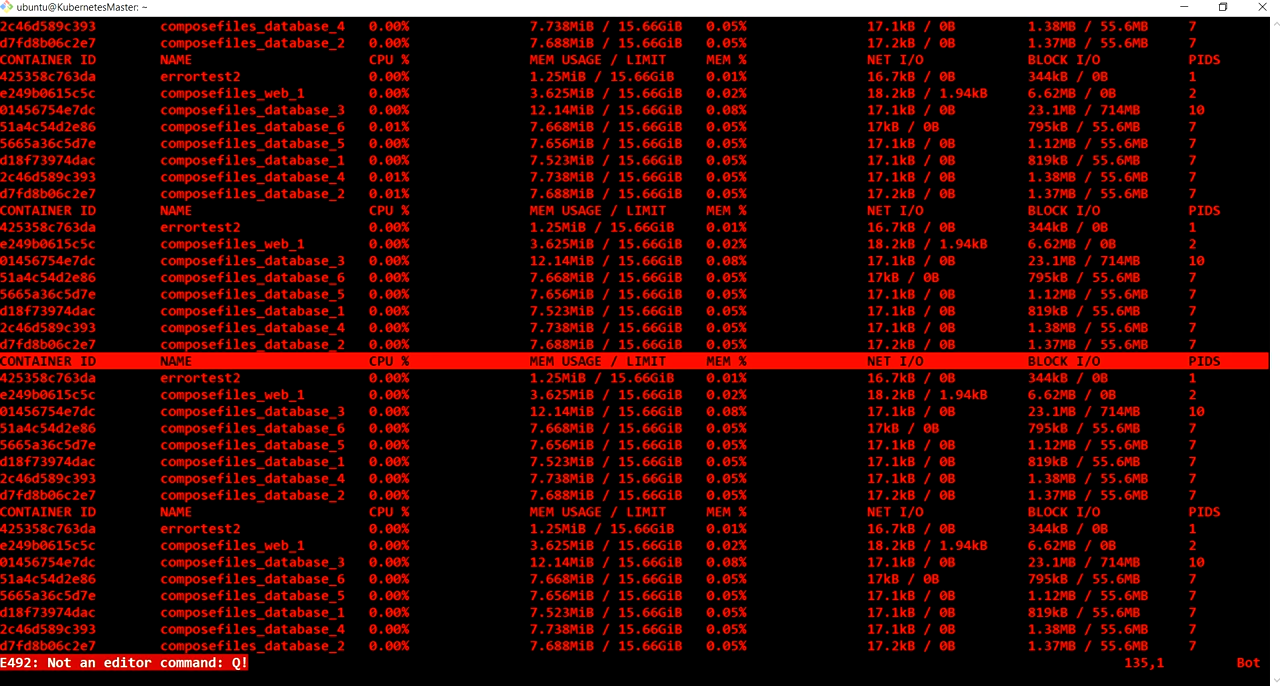 ubuntu@KubernetesMaster: ~
2c46d589c393 composefiles_database_4 0.00% 7.738MiB / 15.66GiB 0.05% 17.1kB / 0B 1.38MB / 55.6MB 7
d7fd8b06c2e7 composefiles_database_2 0.00% 7.688MiB / 15.66GiB 0.05% 17.2kB / 0B 1.37MB / 55.6MB 7
CONTAINER ID NAME CPU % MEM USAGE / LIMIT MEM % NET I/O BLOCK I/O PIDS
425358c763da errortest2 0.00% 1.25MiB / 15.66GiB 0.01% 16.7kB / 0B 344kB / 0B 1
e249b0615c5c composefiles_web_1 0.00% 3.625MiB / 15.66GiB 0.02% 18.2kB / 1.94kB 6.62MB / 0B 2
01456754e7dc composefiles_database_3 0.00% 12.14MiB / 15.66GiB 0.08% 17.1kB / 0B 23.1MB / 714MB 10
51a4c54d2e86 composefiles_database_6 0.01% 7.668MiB / 15.66GiB 0.05% 17kB / 0B 795kB / 55.6MB 7
5665a36c5d7e composefiles_database_5 0.00% 7.656MiB / 15.66GiB 0.05% 17.1kB / 0B 1.12MB / 55.6MB 7
d18f73974dac composefiles_database_1 0.00% 7.523MiB / 15.66GiB 0.05% 17.1kB / 0B 819kB / 55.6MB 7
2c46d589c393 composefiles_database_4 0.01% 7.738MiB / 15.66GiB 0.05% 17.1kB / 0B 1.38MB / 55.6MB 7
d7fd8b06c2e7 composefiles_database_2 0.01% 7.688MiB / 15.66GiB 0.05% 17.2kB / 0B 1.37MB / 55.6MB 7
CONTAINER ID NAME CPU % MEM USAGE / LIMIT MEM % NET I/O BLOCK I/O PIDS
425358c763da errortest2 0.00% 1.25MiB / 15.66GiB 0.01% 16.7kB / 0B 344kB / 0B 1
e249b0615c5c composefiles_web_1 0.00% 3.625MiB / 15.66GiB 0.02% 18.2kB / 1.94kB 6.62MB / 0B 2
01456754e7dc composefiles_database_3 0.00% 12.14MiB / 15.66GiB 0.08% 17.1kB / 0B 23.1MB / 714MB 10
51a4c54d2e86 composefiles_database_6 0.00% 7.668MiB / 15.66GiB 0.05% 17kB / 0B 795kB / 55.6MB 7
5665a36c5d7e composefiles_database_5 0.00% 7.656MiB / 15.66GiB 0.05% 17.1kB / 0B 1.12MB / 55.6MB 7
d18f73974dac composefiles_database_1 0.00% 7.523MiB / 15.66GiB 0.05% 17.1kB / 0B 819kB / 55.6MB 7
2c46d589c393 composefiles_database_4 0.00% 7.738MiB / 15.66GiB 0.05% 17.1kB / 0B 1.38MB / 55.6MB 7
d7fd8b06c2e7 composefiles_database_2 0.00% 7.688MiB / 15.66GiB 0.05% 17.2kB / 0B 1.37MB / 55.6MB 7
CONTAINER ID NAME CPU % MEM USAGE / LIMIT MEM % NET I/O BLOCK I/O PIDS
425358c763da errortest2 0.00% 1.25MiB / 15.66GiB 0.01% 16.7kB / 0B 344kB / 0B 1
e249b0615c5c composefiles_web_1 0.00% 3.625MiB / 15.66GiB 0.02% 18.2kB / 1.94kB 6.62MB / 0B 2
01456754e7dc composefiles_database_3 0.00% 12.14MiB / 15.66GiB 0.08% 17.1kB / 0B 23.1MB / 714MB 10
51a4c54d2e86 composefiles_database_6 0.00% 7.668MiB / 15.66GiB 0.05% 17kB / 0B 795kB / 55.6MB 7
5665a36c5d7e composefiles_database_5 0.00% 7.656MiB / 15.66GiB 0.05% 17.1kB / 0B 1.12MB / 55.6MB 7
d18f73974dac composefiles_database_1 0.00% 7.523MiB / 15.66GiB 0.05% 17.1kB / 0B 819kB / 55.6MB 7
2c46d589c393 composefiles_database_4 0.00% 7.738MiB / 15.66GiB 0.05% 17.1kB / 0B 1.38MB / 55.6MB 7
d7fd8b06c2e7 composefiles_database_2 0.00% 7.688MiB / 15.66GiB 0.05% 17.2kB / 0B 1.37MB / 55.6MB 7
CONTAINER ID NAME CPU % MEM USAGE / LIMIT MEM % NET I/O BLOCK I/O PIDS
425358c763da errortest2 0.00% 1.25MiB / 15.66GiB 0.01% 16.7kB / 0B 344kB / 0B 1
e249b0615c5c composefiles_web_1 0.00% 3.625MiB / 15.66GiB 0.02% 18.2kB / 1.94kB 6.62MB / 0B 2
01456754e7dc composefiles_database_3 0.00% 12.14MiB / 15.66GiB 0.08% 17.1kB / 0B 23.1MB / 714MB 10
51a4c54d2e86 composefiles_database_6 0.00% 7.668MiB / 15.66GiB 0.05% 17kB / 0B 795kB / 55.6MB 7
5665a36c5d7e composefiles_database_5 0.00% 7.656MiB / 15.66GiB 0.05% 17.1kB / 0B 1.12MB / 55.6MB 7
d18f73974dac composefiles_database_1 0.00% 7.523MiB / 15.66GiB 0.05% 17.1kB / 0B 819kB / 55.6MB 7
2c46d589c393 composefiles_database_4 0.00% 7.738MiB / 15.66GiB 0.05% 17.1kB / 0B 1.38MB / 55.6MB 7
d7fd8b06c2e7 composefiles_database_2 0.00% 7.688MiB / 15.66GiB 0.05% 17.2kB / 0B 1.37MB / 55.6MB 7
E492: Not an editor command: Q! 135,1 Bot